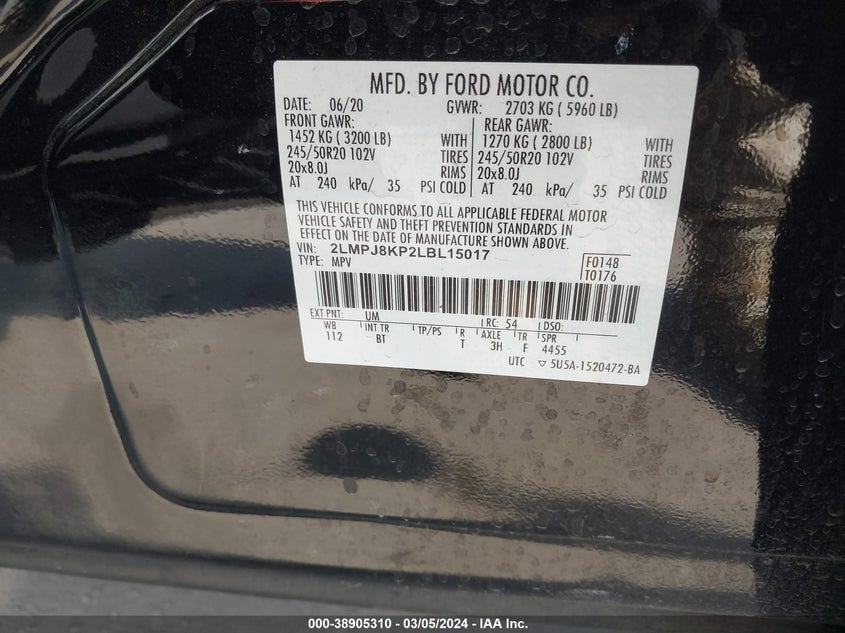 MFD. BY FORD MOTOR CO.
DATE: 06/20 GVWR: 2703 KG ( 5960 LB)
FRONT GAWR: REAR GAWR:
1452 KG ( 3200 LB) WITH 1270 KG ( 2800 LB) WITH
245/50R20 102V TIRES 245/50R20 102V TIRES
20x8.0J RIMS 20x8.0J RIMS
AT 240 kPa/ 35 PSI COLD AT 240 kPa/ 35 PSI COLD
THIS VEHICLE CONFORMS TO ALL APPLICABLE FEDERAL MOTOR
VEHICLE SAFETY AND THEFT PREVENTION STANDARDS IN
EFFECT ON THE DATE OF MANUFACTURE SHOWN ABOVE.
VIN: 2LMPJ8KP2LBL15017 F0148
TYPE: MPV T0176
EXT PNT: UM RC: 54 DSO:
WB INT TR TP/PS R AXLE TR SPR
112 BT T 3H F 4455
UTC ▽ 5U5A-1520472-BA
000-38905310 - 03/05/2024 - IAA Inc.